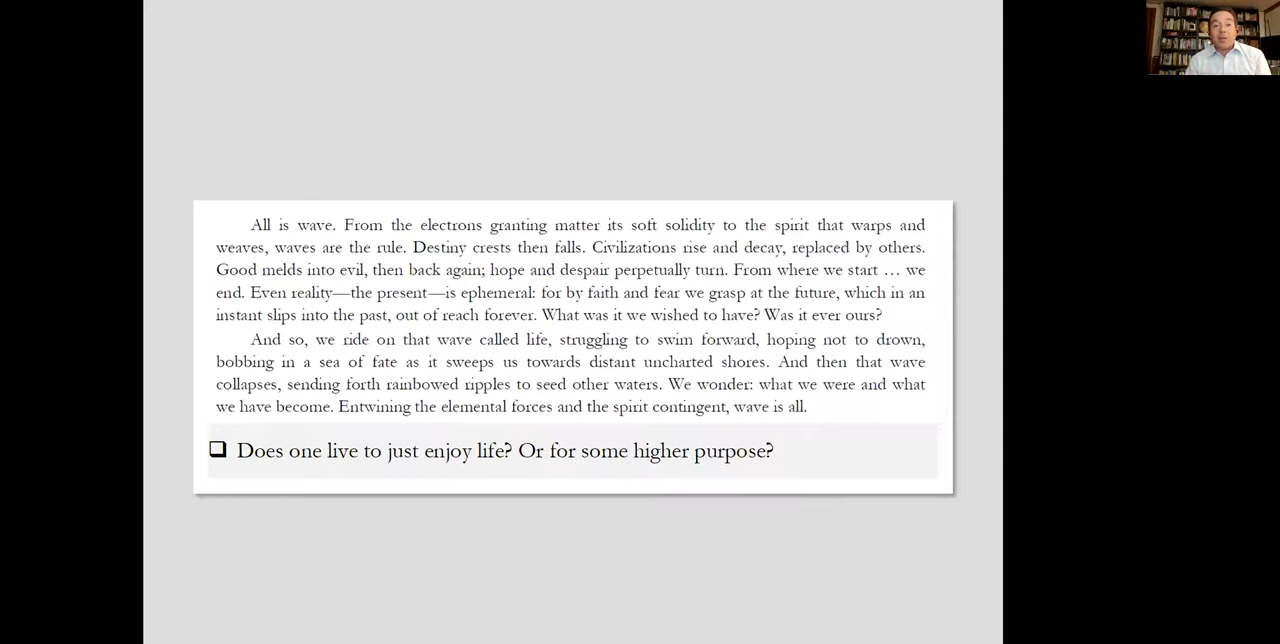 All is wave. From the electrons granting matter its soft solidity to the spirit that warps and
weaves, waves are the rule. Destiny crests then falls. Civilizations rise and decay, replaced by others.
Good melds into evil, then back again; hope and despair perpetually turn. From where we start … we
end. Even reality—the present—is ephemeral: for by faith and fear we grasp at the future, which in an
instant slips into the past, out of reach forever. What was it we wished to have? Was it ever ours?
And so, we ride on that wave called life, struggling to swim forward, hoping not to drown,
bobbing in a sea of fate as it sweeps us towards distant uncharted shores. And then that wave
collapses, sending forth rainbowed ripples to seed other waters. We wonder: what we were and what
we have become. Entwining the elemental forces and the spirit contingent, wave is all.
Does one live to just enjoy life? Or for some higher purpose?